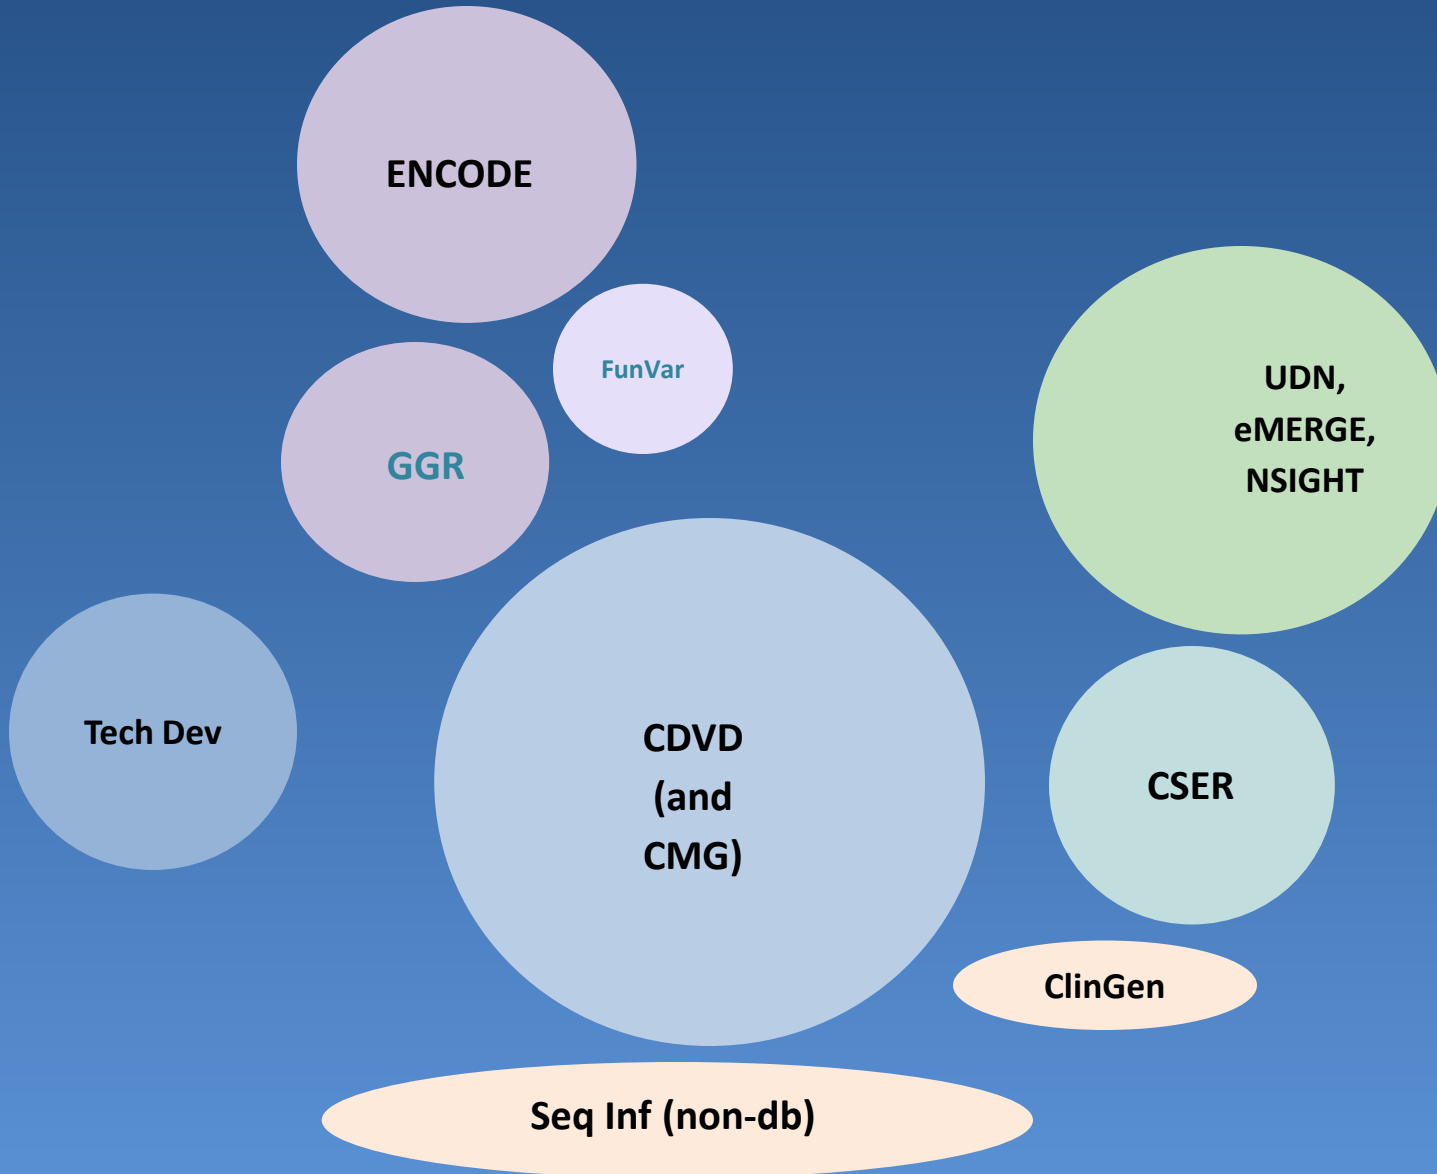 ENCODE
FunVar
UDN,
eMERGE,
NSIGHT
GGR
Tech Dev
CDVD
(and
CMG)
CSER
ClinGen
Seq Inf (non-db)